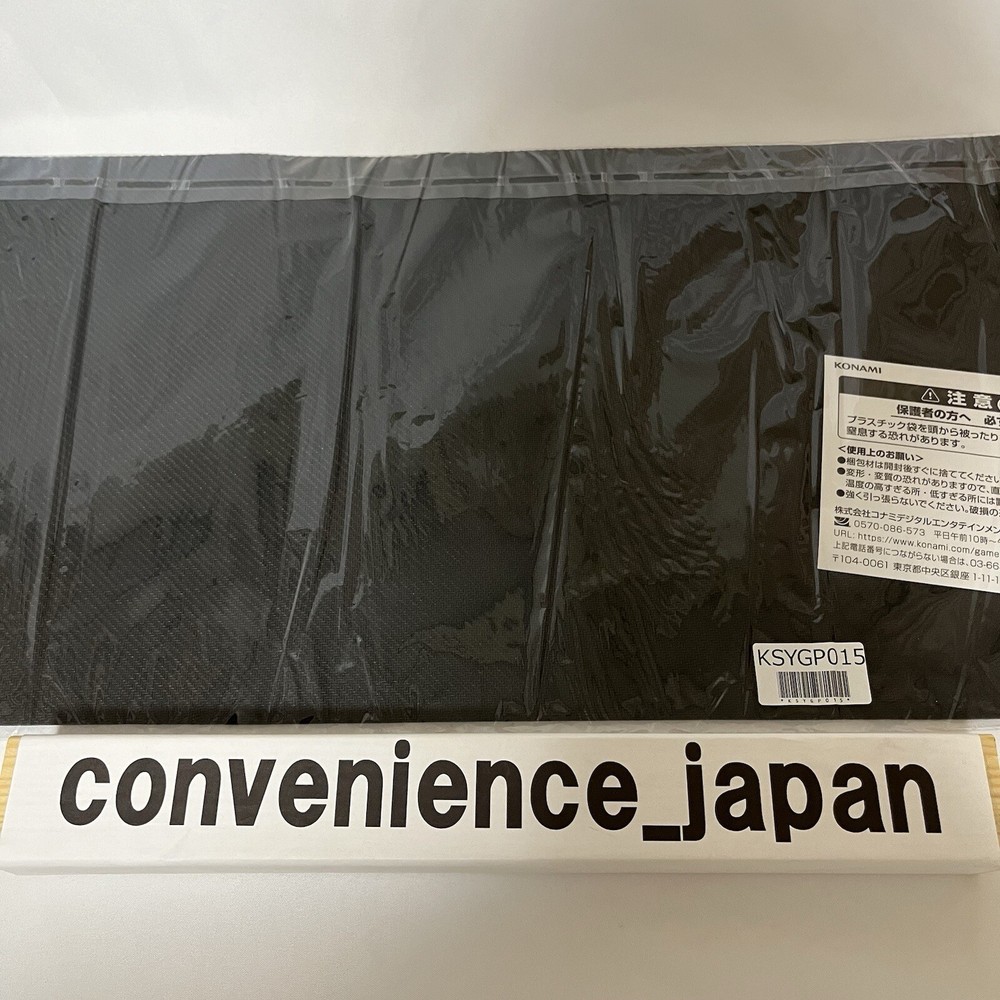 KONAMI
注意
保護者の方へ 必ず
プラスチック袋を頭から被ったり
窒息する恐れがあります。
<使用上のお願い>
●梱包材は開封後すぐに捨ててください
●変形・変質の恐れがありますので、直
温度の高すぎる所・低すぎる所には
●強く引っ張らないでください。破損の
株式会社コナミデジタルエンタテインメン
0570-086-573 平日午前10時~
URL: https://www.konami.com/game
上記電話番号につながらない場合は、03-66
〒104-0061 東京都中央区銀座 1-11-1
KSYGP015
*KSYGP015*
convenience_japan